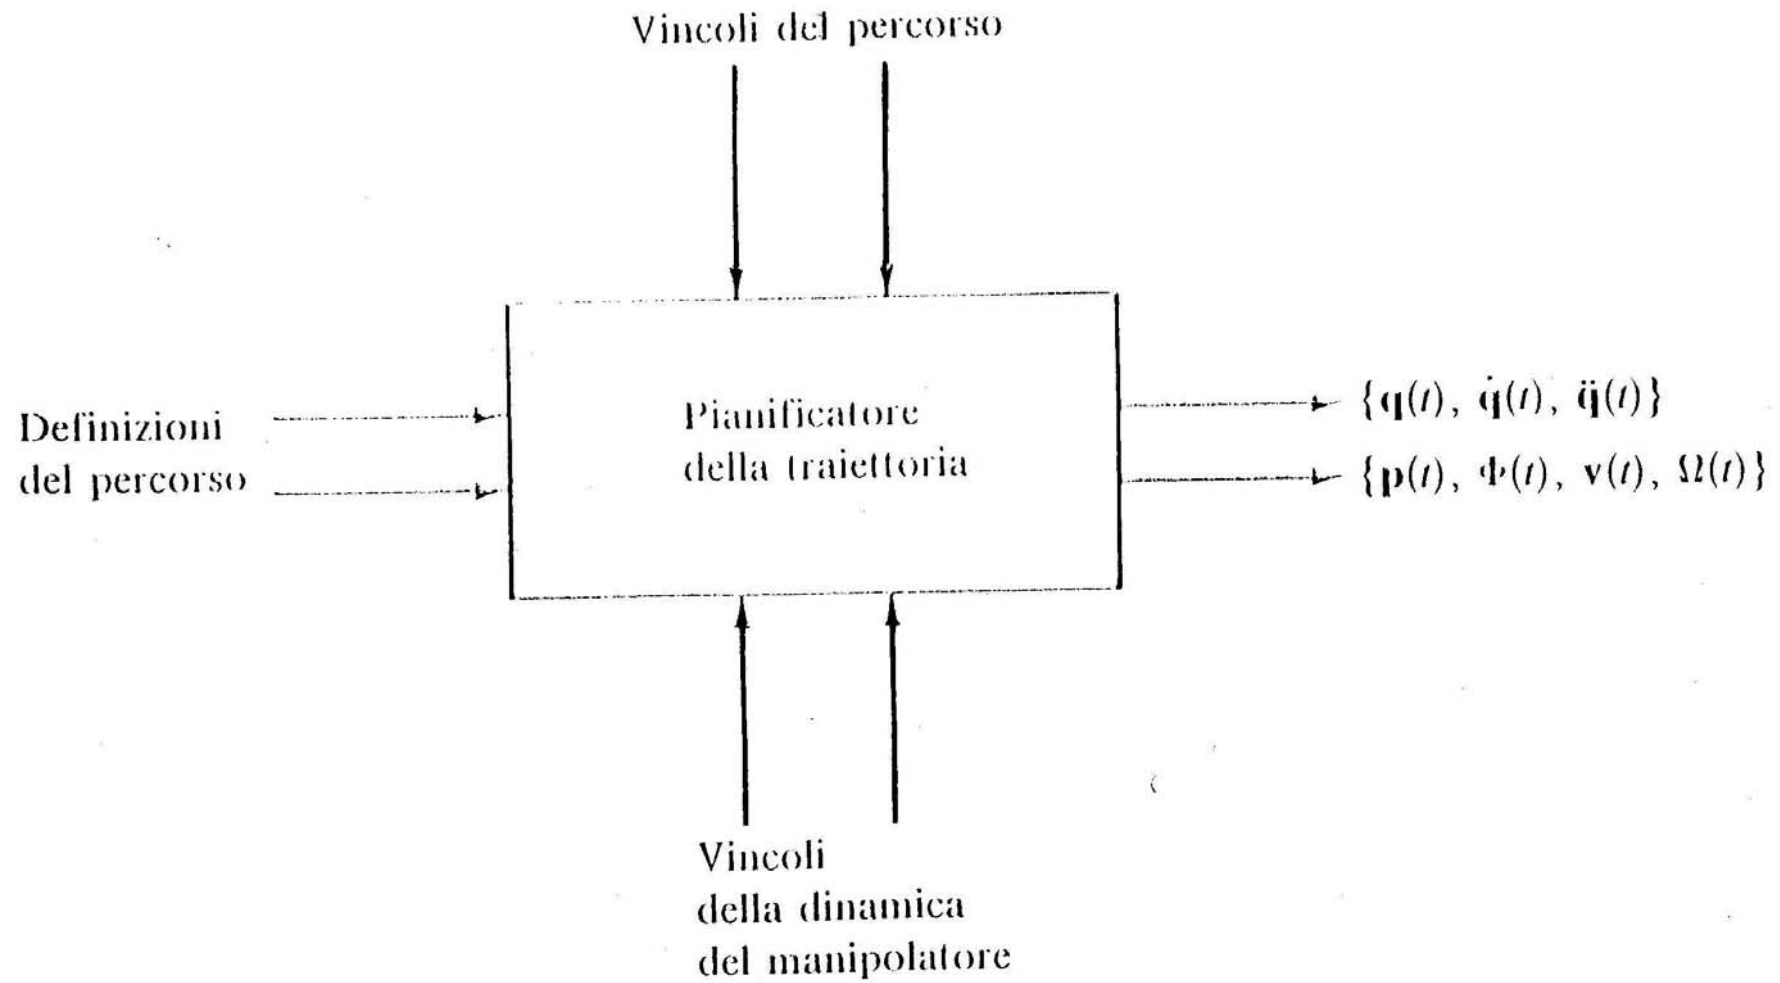 Vincoli del percorso
Definizioni
del percorso
Pianificatore
della traiettoria
{q(t), q̇(t), q̈(t)}
{p(t), Φ(t), v(t), Ω(t)}
Vincoli
della dinamica
del manipolatore